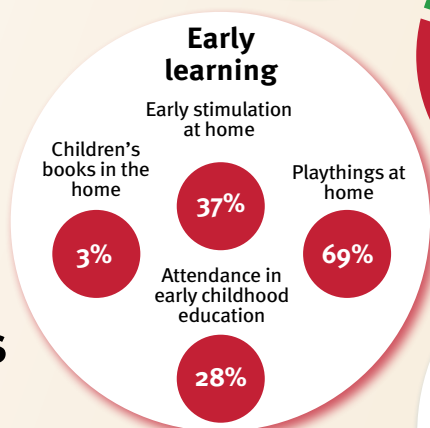 Early
learning
Early stimulation
at home
37%
Children's
books in the
home
3%
Playthings at
home
69%
Attendance in
early childhood
education
28%
s